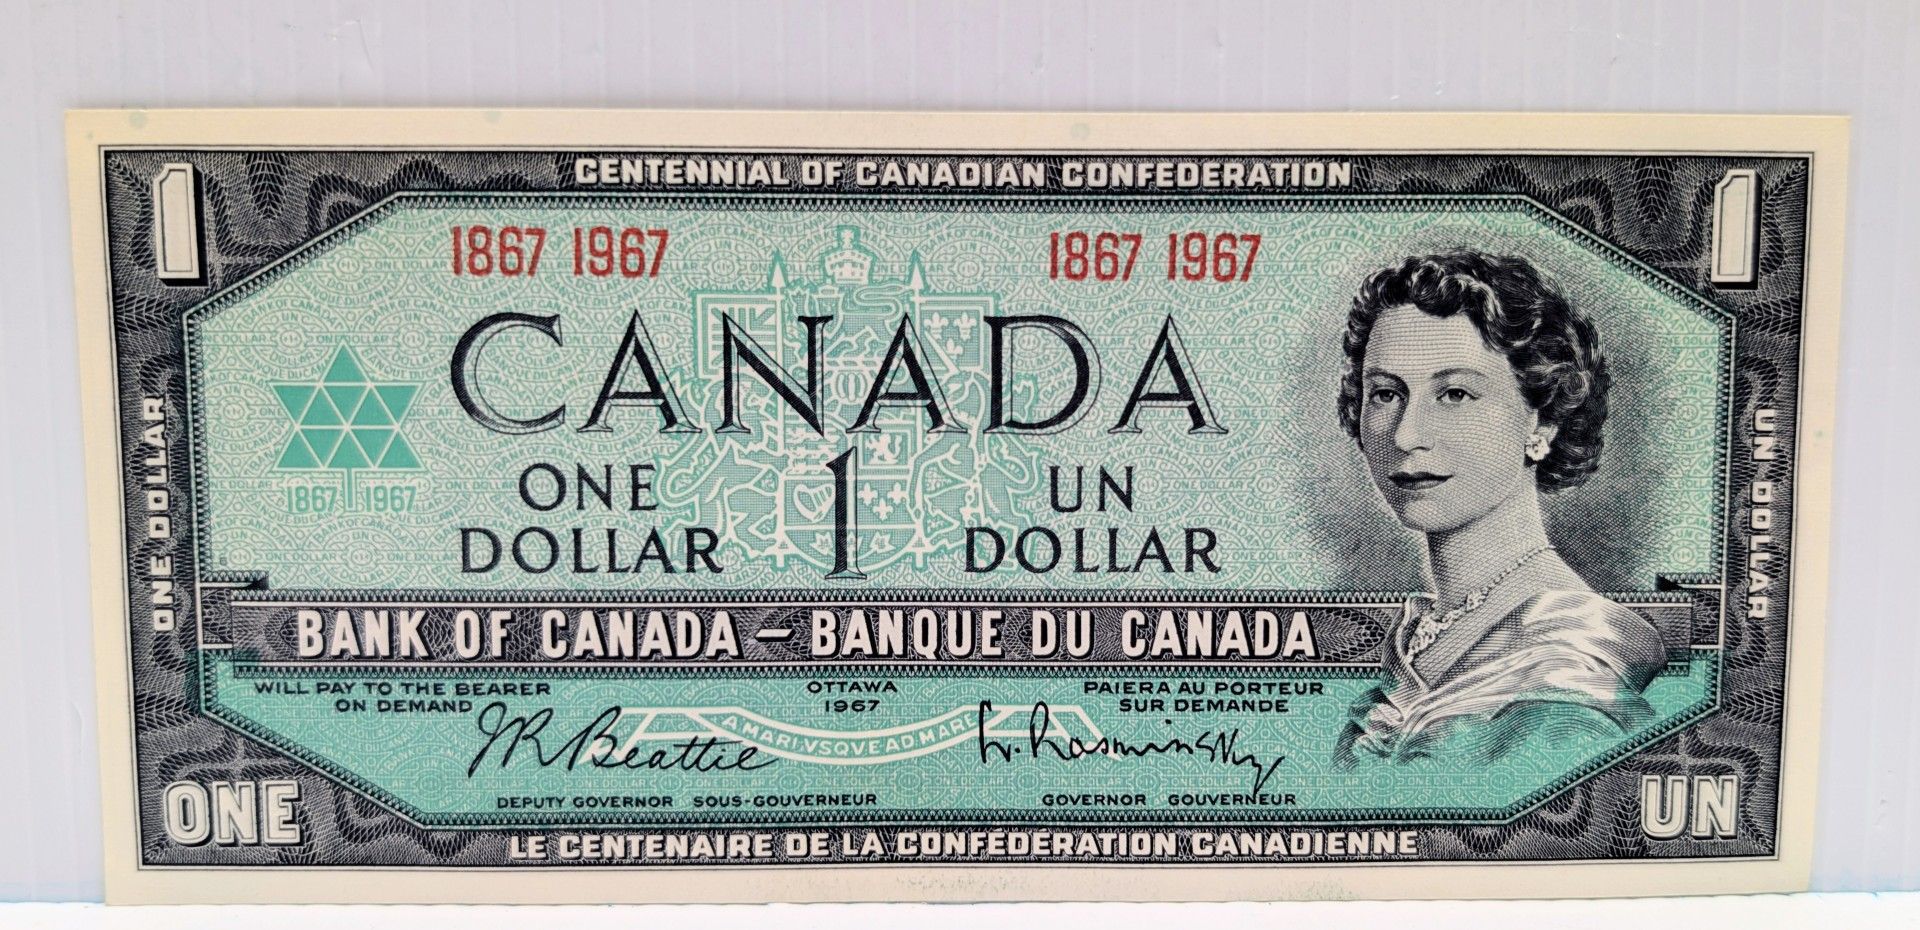 CENTENNIAL OF CANADIAN CONFEDERATION
1 1
1867 1967 1867 1967
CANADA
1867 1967
ONE DOLLAR 1 UN DOLLAR
ONE DOLLAR
UN DOLLAR
BANK OF CANADA – BANQUE DU CANADA
WILL PAY TO THE BEARER
ON DEMAND
OTTAWA
1967
PAIERA AU PORTEUR
SUR DEMANDE
A MARI VSQVE AD MARE
JR Beattie
L. Rasminsky
DEPUTY GOVERNOR SOUS-GOUVERNEUR
GOVERNOR GOUVERNEUR
ONE UN
LE CENTENAIRE DE LA CONFÉDÉRATION CANADIENNE